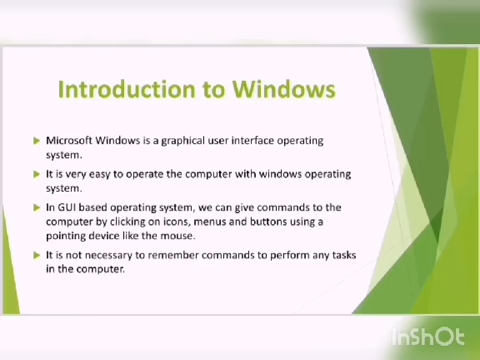 Introduction to Windows
Microsoft Windows is a graphical user interface operating
system.
It is very easy to operate the computer with windows operating
system.
In GUI based operating system, we can give commands to the
computer by clicking on icons, menus and buttons using a
pointing device like the mouse.
It is not necessary to remember commands to perform any tasks
in the computer.
InShOt